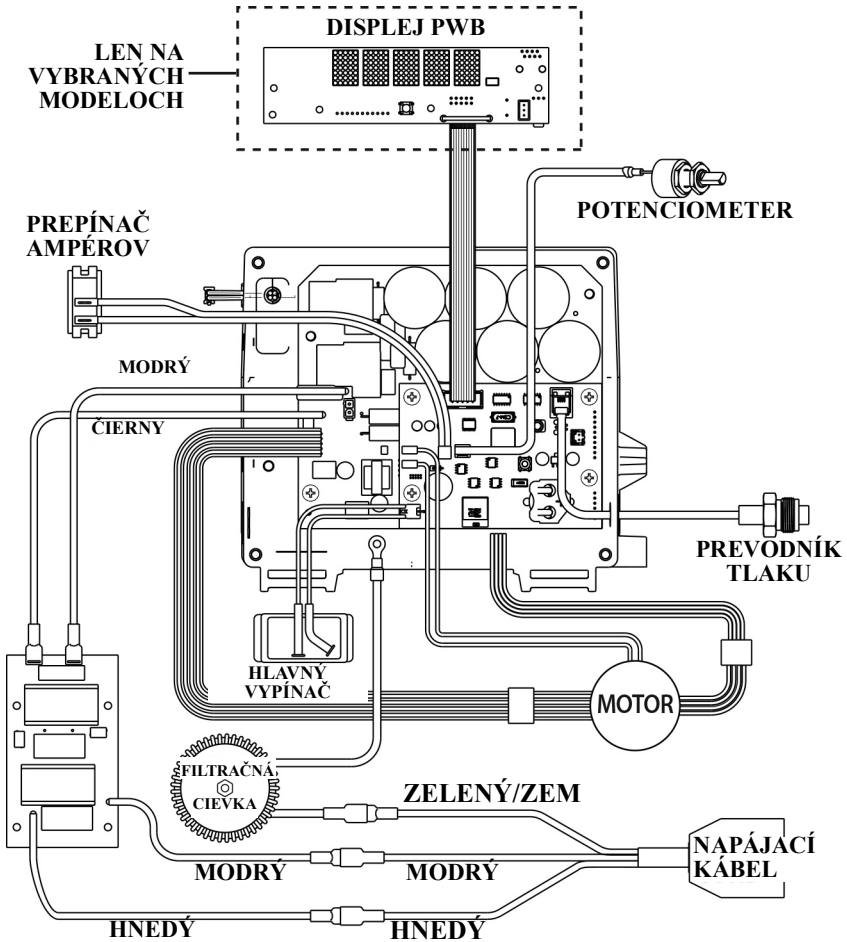 DISPLEJ PWB
LEN NA
VYBRANÝCH
MODELOCH
POTENCIOMETER
PREPÍNAČ
AMPÉROV
MODRÝ
ČIERNY
PREVODNÍK
TLAKU
HLAVNÝ
VYPÍNAČ
MOTOR
FILTRAČNÁ
CIEVKA
ZELENÝ/ZEM
NAPÁJACÍ
KÁBEL
MODRÝ
MODRÝ
HNEDÝ
HNEDÝ